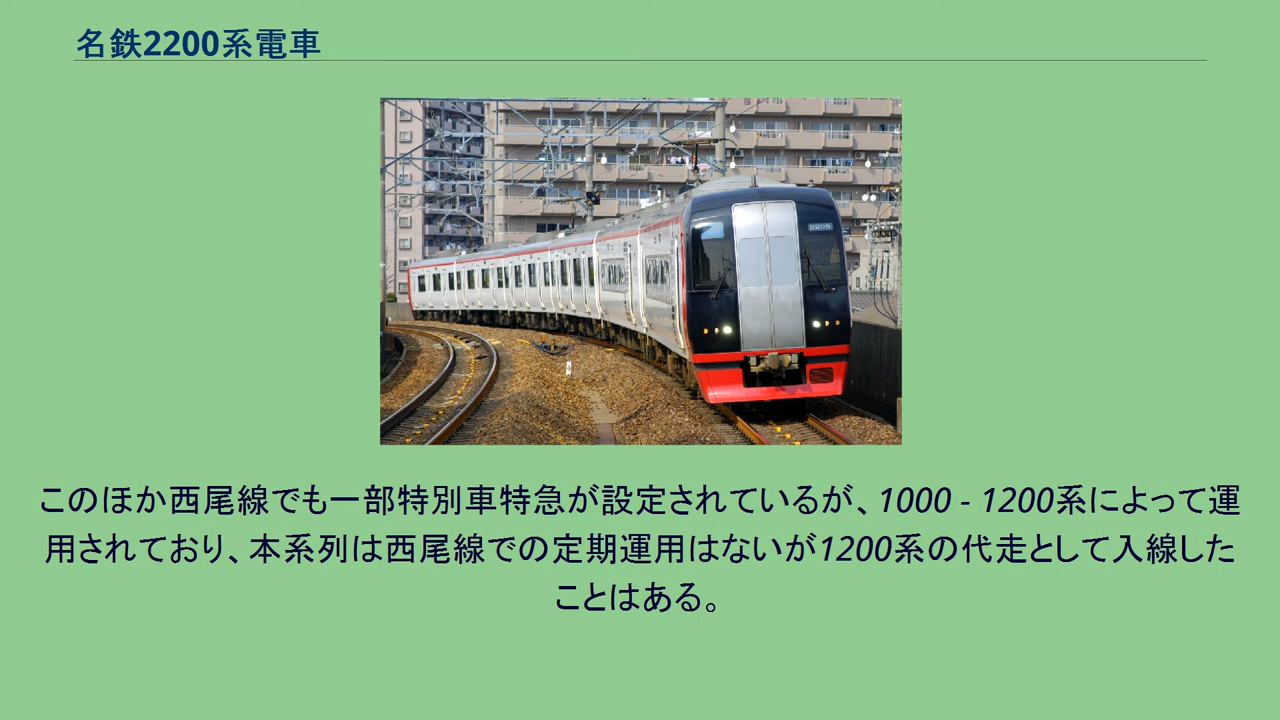 名鉄2200系電車
このほか西尾線でも一部特別車特急が設定されているが、1000 - 1200系によって運
用されており、本系列は西尾線での定期運用はないが1200系の代走として入線した
ことはある。